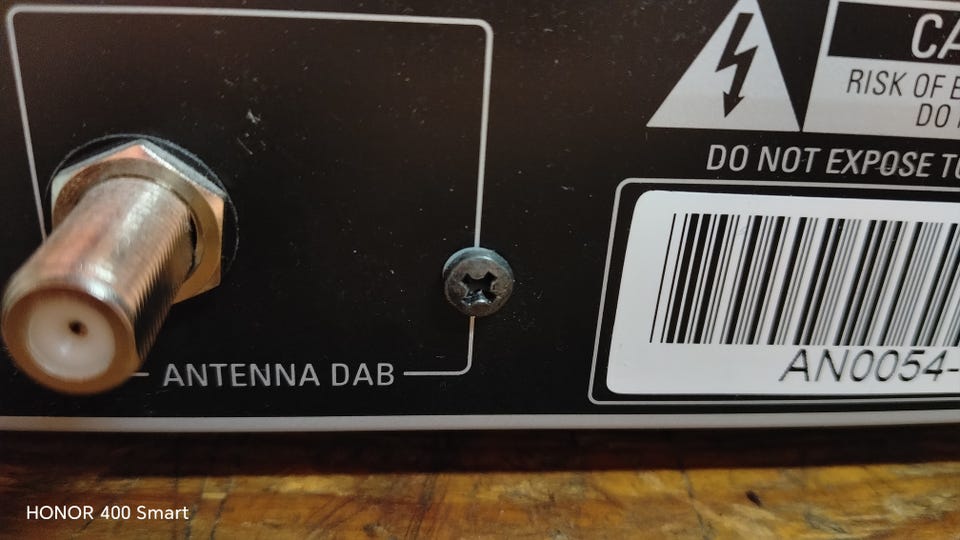 CA
RISK OF E
DO
DO NOT EXPOSE TO
AN0054-
ANTENNA DAB
HONOR 400 Smart